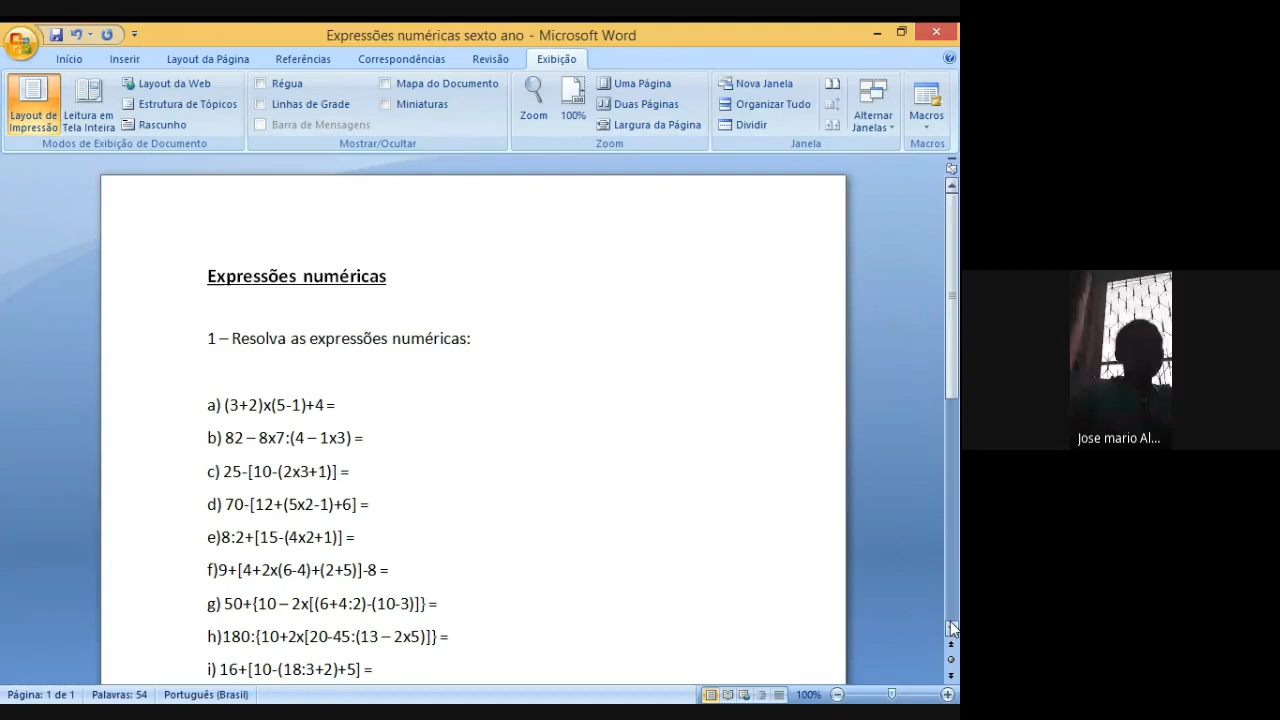 Expressões numéricas sexto ano - Microsoft Word
Início Inserir Layout da Página Referências Correspondências Revisão Exibição
Layout de Impressão
Leitura em Tela Inteira
Layout da Web
Estrutura de Tópicos
Rascunho
Modos de Exibição de Documento
Régua
Linhas de Grade
Barra de Mensagens
Mapa do Documento
Miniaturas
Mostrar/Ocultar
Zoom
100%
Uma Página
Duas Páginas
Largura da Página
Zoom
Nova Janela
Organizar Tudo
Dividir
Alternar Janelas
Janela
Macros
Macros
Expressões numéricas
1 – Resolva as expressões numéricas:
a) (3+2)x(5-1)+4 =
b) 82 – 8x7:(4 – 1x3) =
c) 25-[10-(2x3+1)] =
d) 70-[12+(5x2-1)+6] =
e)8:2+[15-(4x2+1)] =
f)9+[4+2x(6-4)+(2+5)]-8 =
g) 50+{10 – 2x[(6+4:2)-(10-3)]} =
h)180:{10+2x[20-45:(13 – 2x5)]} =
i) 16+[10-(18:3+2)+5] =
Jose mario Al...
Página: 1 de 1 Palavras: 54 Português (Brasil) 100%